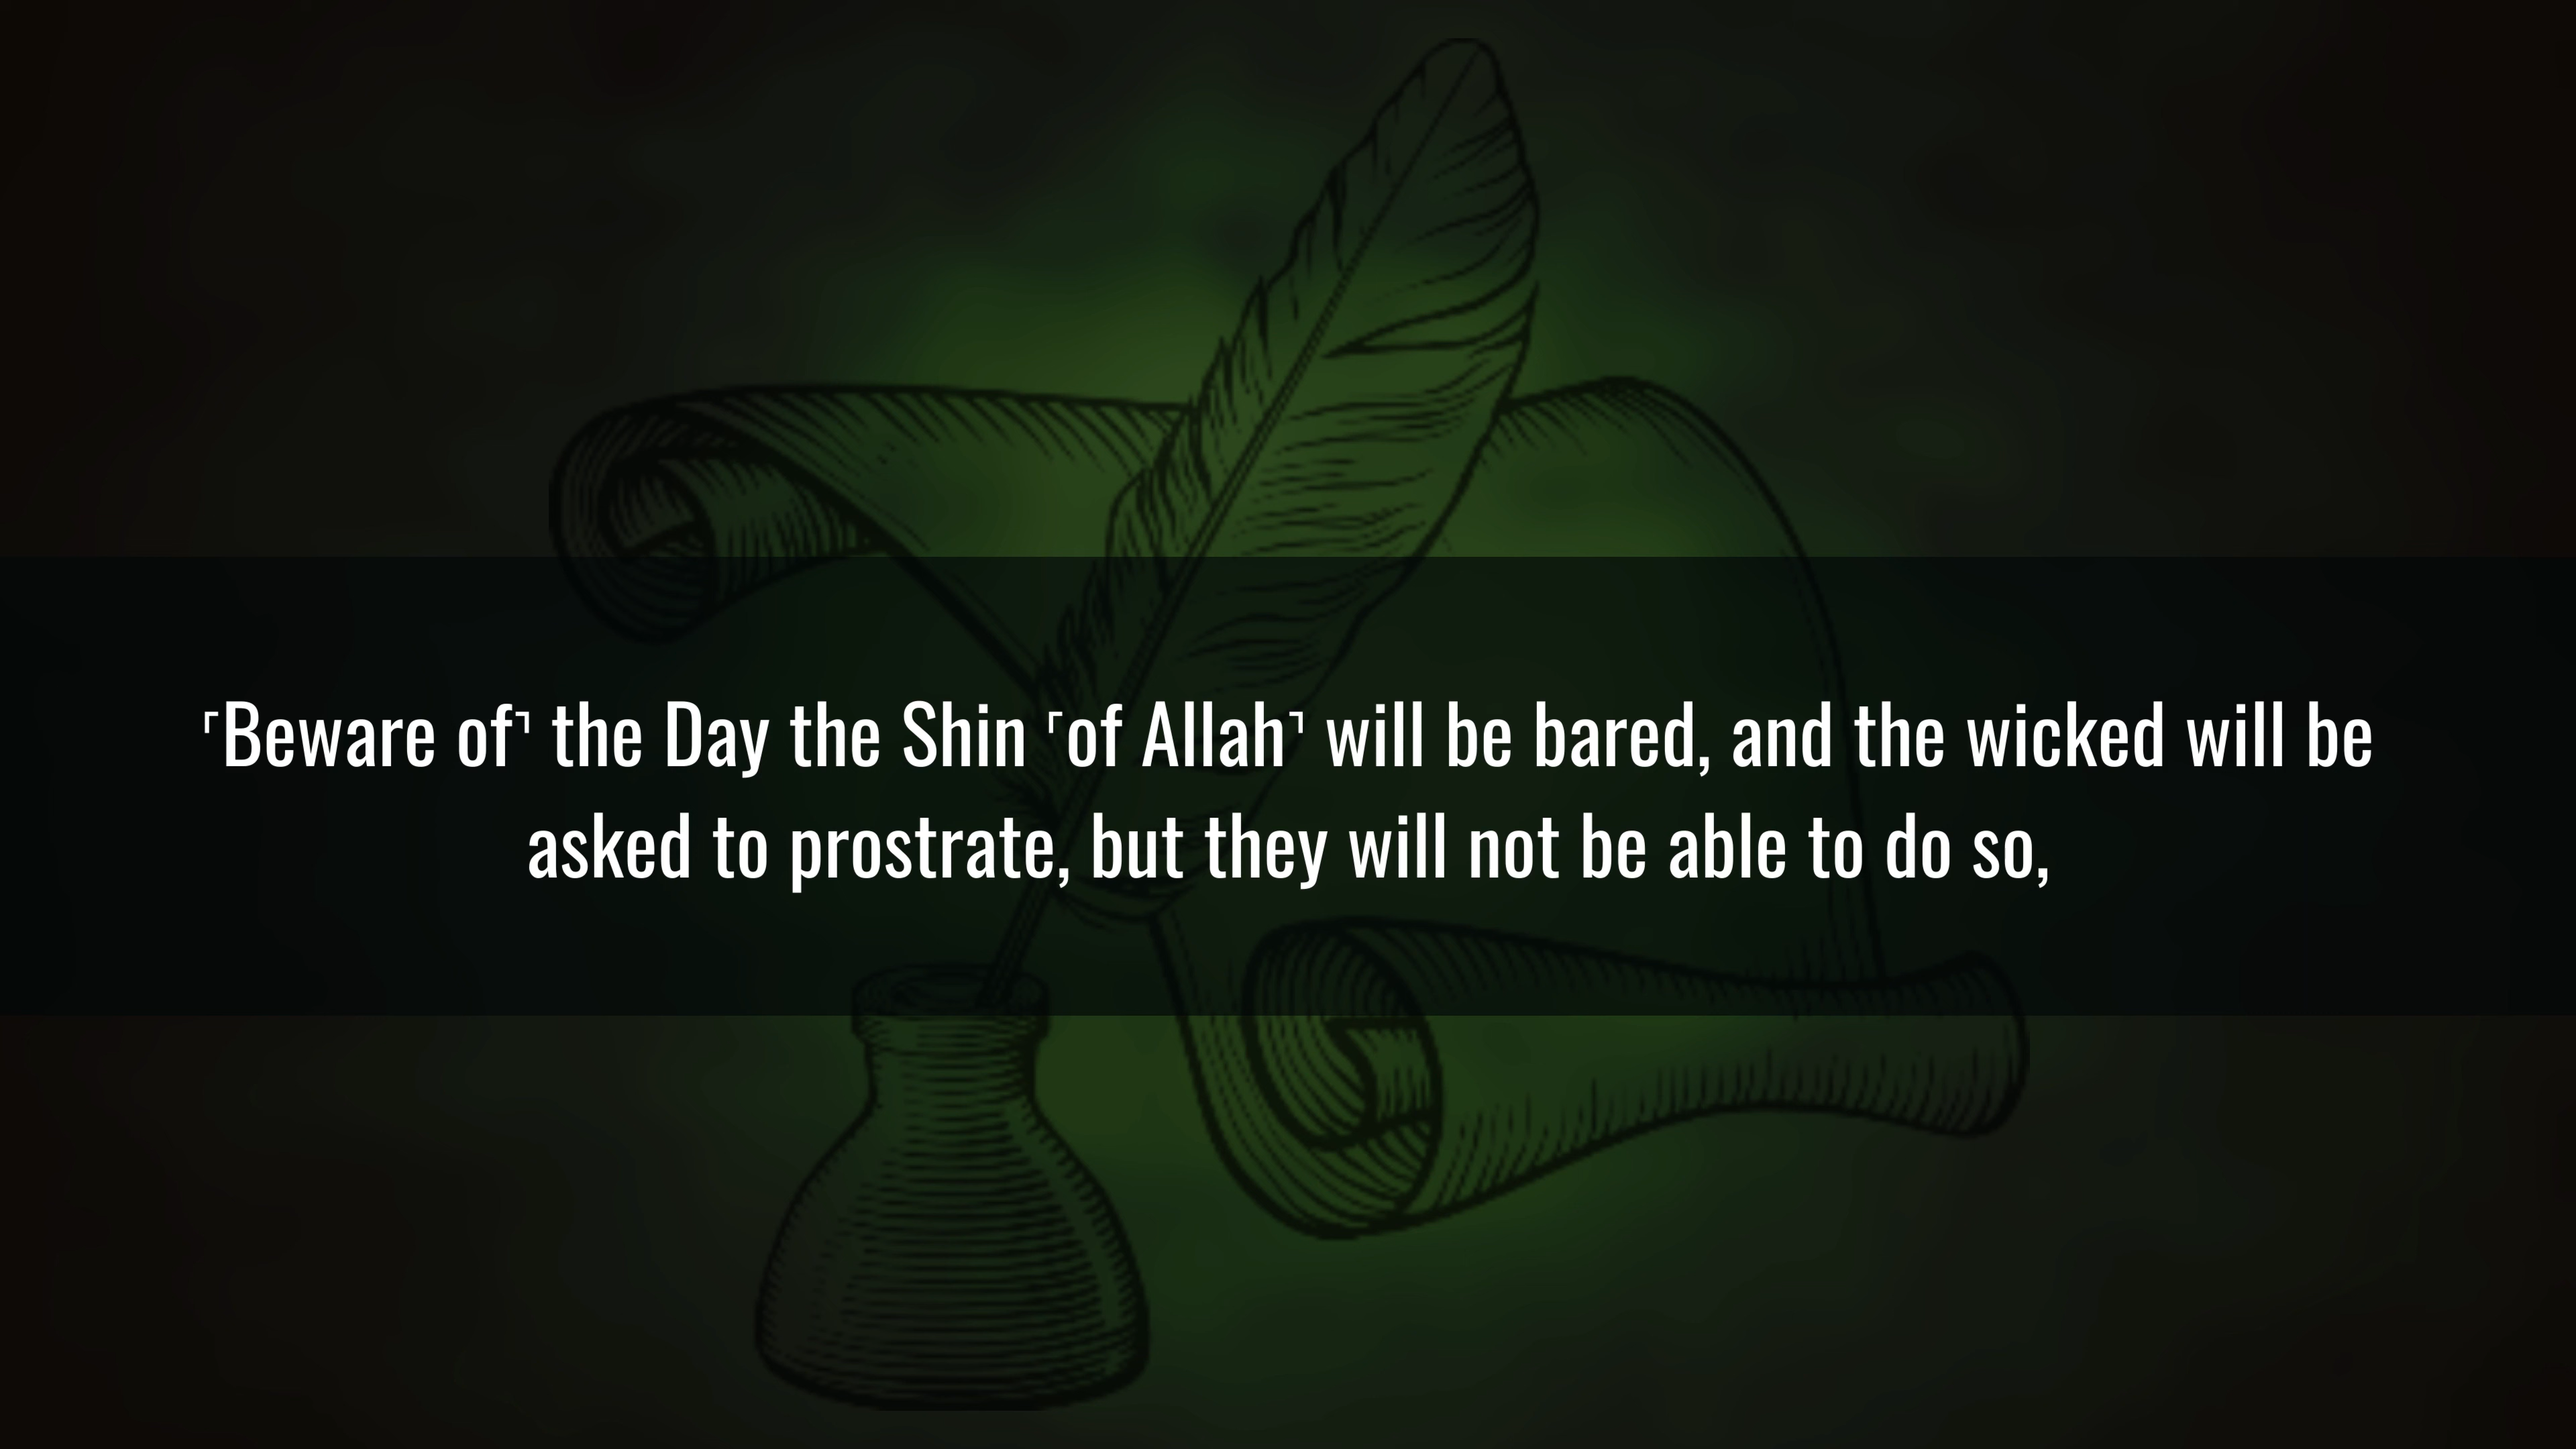 ⸢Beware of⸣ the Day the Shin ⸢of Allah⸣ will be bared, and the wicked will be
asked to prostrate, but they will not be able to do so,